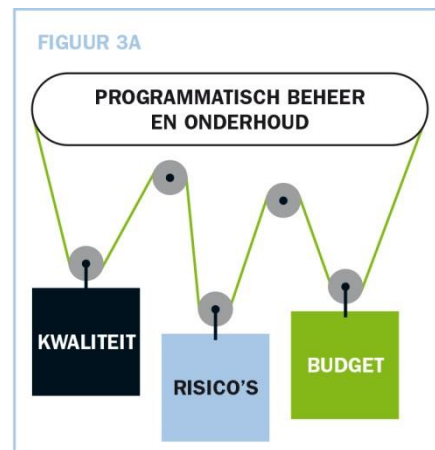 FIGUUR 3A
PROGRAMMATISCH BEHEER
EN ONDERHOUD
KWALITEIT
RISICO'S
BUDGET